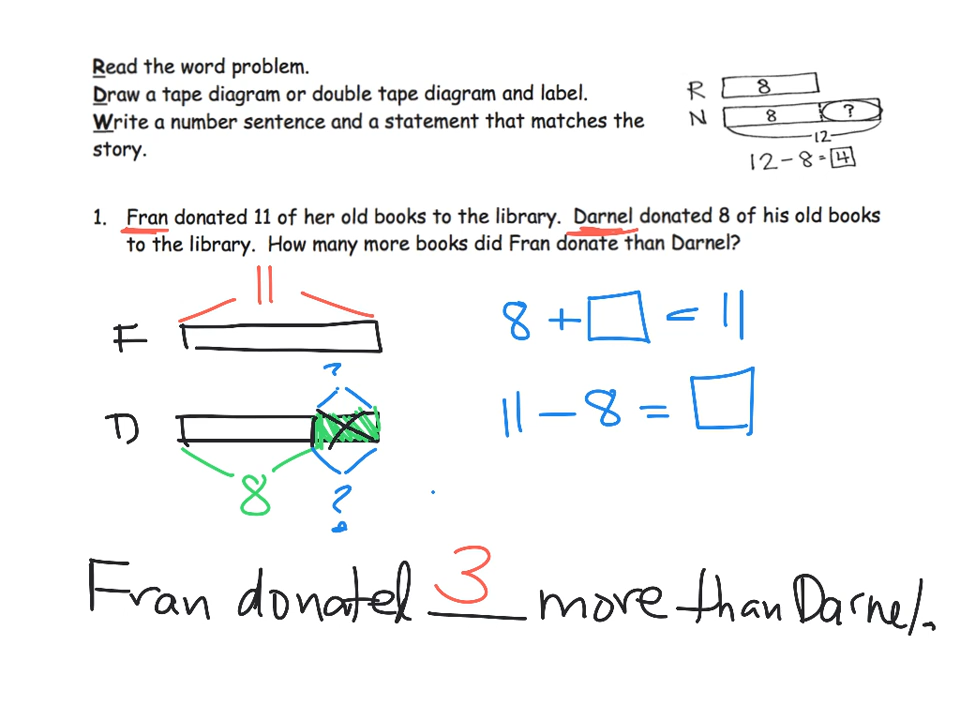 Read the word problem.
Draw a tape diagram or double tape diagram and label.
Write a number sentence and a statement that matches the
story.
R 8
N 8 ?
12
12 - 8 = 4
1. Fran donated 11 of her old books to the library. Darnel donated 8 of his old books
to the library. How many more books did Fran donate than Darnel?
11
F
8 + □ = 11
?
D
11 - 8 = □
8 ?
Fran donated 3 more than Darnel.